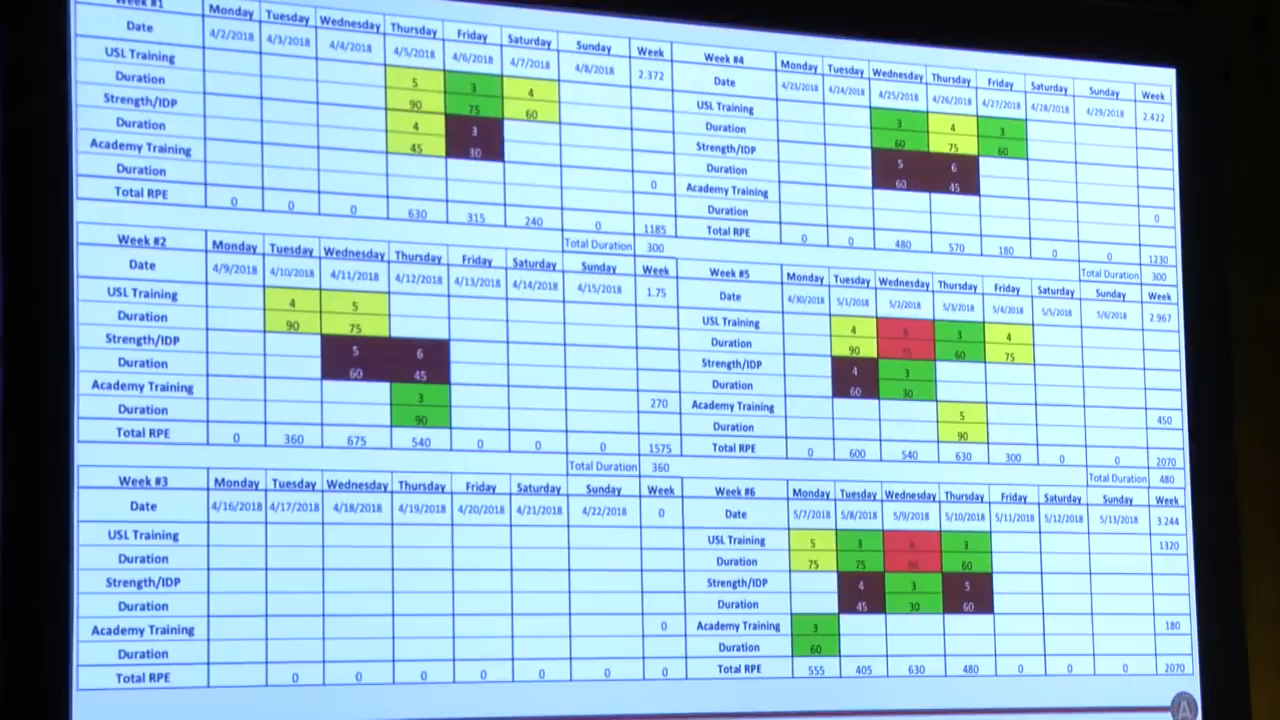 Week #1 Monday Tuesday Wednesday Thursday Friday Saturday Sunday Week
Date 4/2/2018 4/3/2018 4/4/2018 4/5/2018 4/6/2018 4/7/2018 4/8/2018 2.372
USL Training 5 3 4
Duration 90 75 60
Strength/IDP 4 3
Duration 45 30
Academy Training
Duration 0
Total RPE 0 0 0 630 315 240 0 1185
Total Duration 300
Week #2 Monday Tuesday Wednesday Thursday Friday Saturday Sunday Week
Date 4/9/2018 4/10/2018 4/11/2018 4/12/2018 4/13/2018 4/14/2018 4/15/2018 1.75
USL Training 4 5
Duration 90 75
Strength/IDP 5 6
Duration 60 45
Academy Training 3 270
Duration 90
Total RPE 0 360 675 540 0 0 0 1575
Total Duration 360
Week #3 Monday Tuesday Wednesday Thursday Friday Saturday Sunday Week
Date 4/16/2018 4/17/2018 4/18/2018 4/19/2018 4/20/2018 4/21/2018 4/22/2018 0
USL Training
Duration
Strength/IDP
Duration
Academy Training 0
Duration
Total RPE 0 0 0 0 0 0 0
Week #4 Monday Tuesday Wednesday Thursday Friday Saturday Sunday Week
Date 4/23/2018 4/24/2018 4/25/2018 4/26/2018 4/27/2018 4/28/2018 4/29/2018 2.422
USL Training 3 4 3
Duration 60 75 60
Strength/IDP 5 6
Duration 60 45
Academy Training 0
Duration
Total RPE 0 0 480 570 180 0 0 1230
Total Duration 300
Week #5 Monday Tuesday Wednesday Thursday Friday Saturday Sunday Week
Date 4/30/2018 5/1/2018 5/2/2018 5/3/2018 5/4/2018 5/5/2018 5/6/2018 2.967
USL Training 4 3 4
Duration 90 60 75
Strength/IDP 4 3
Duration 60 30
Academy Training 5 450
Duration 90
Total RPE 0 600 540 630 300 0 0 2070
Total Duration 480
Week #6 Monday Tuesday Wednesday Thursday Friday Saturday Sunday Week
Date 5/7/2018 5/8/2018 5/9/2018 5/10/2018 5/11/2018 5/12/2018 5/13/2018 3.244
USL Training 5 3 3 1320
Duration 75 75 60
Strength/IDP 4 3 5
Duration 45 30 60
Academy Training 3 180
Duration 60
Total RPE 555 405 630 480 0 0 0 2070
A